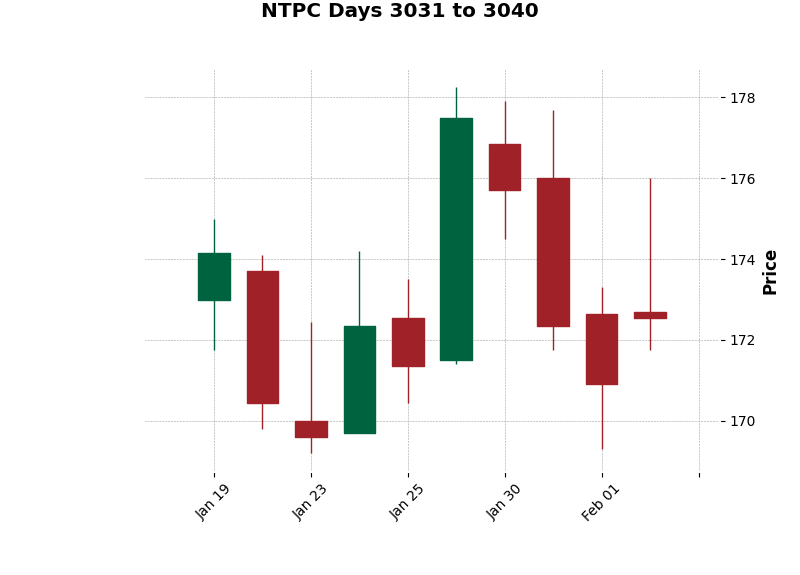 NTPC Days 3031 to 3040
178
176
174
172
170
Price
Jan 19
Jan 23
Jan 25
Jan 30
Feb 01